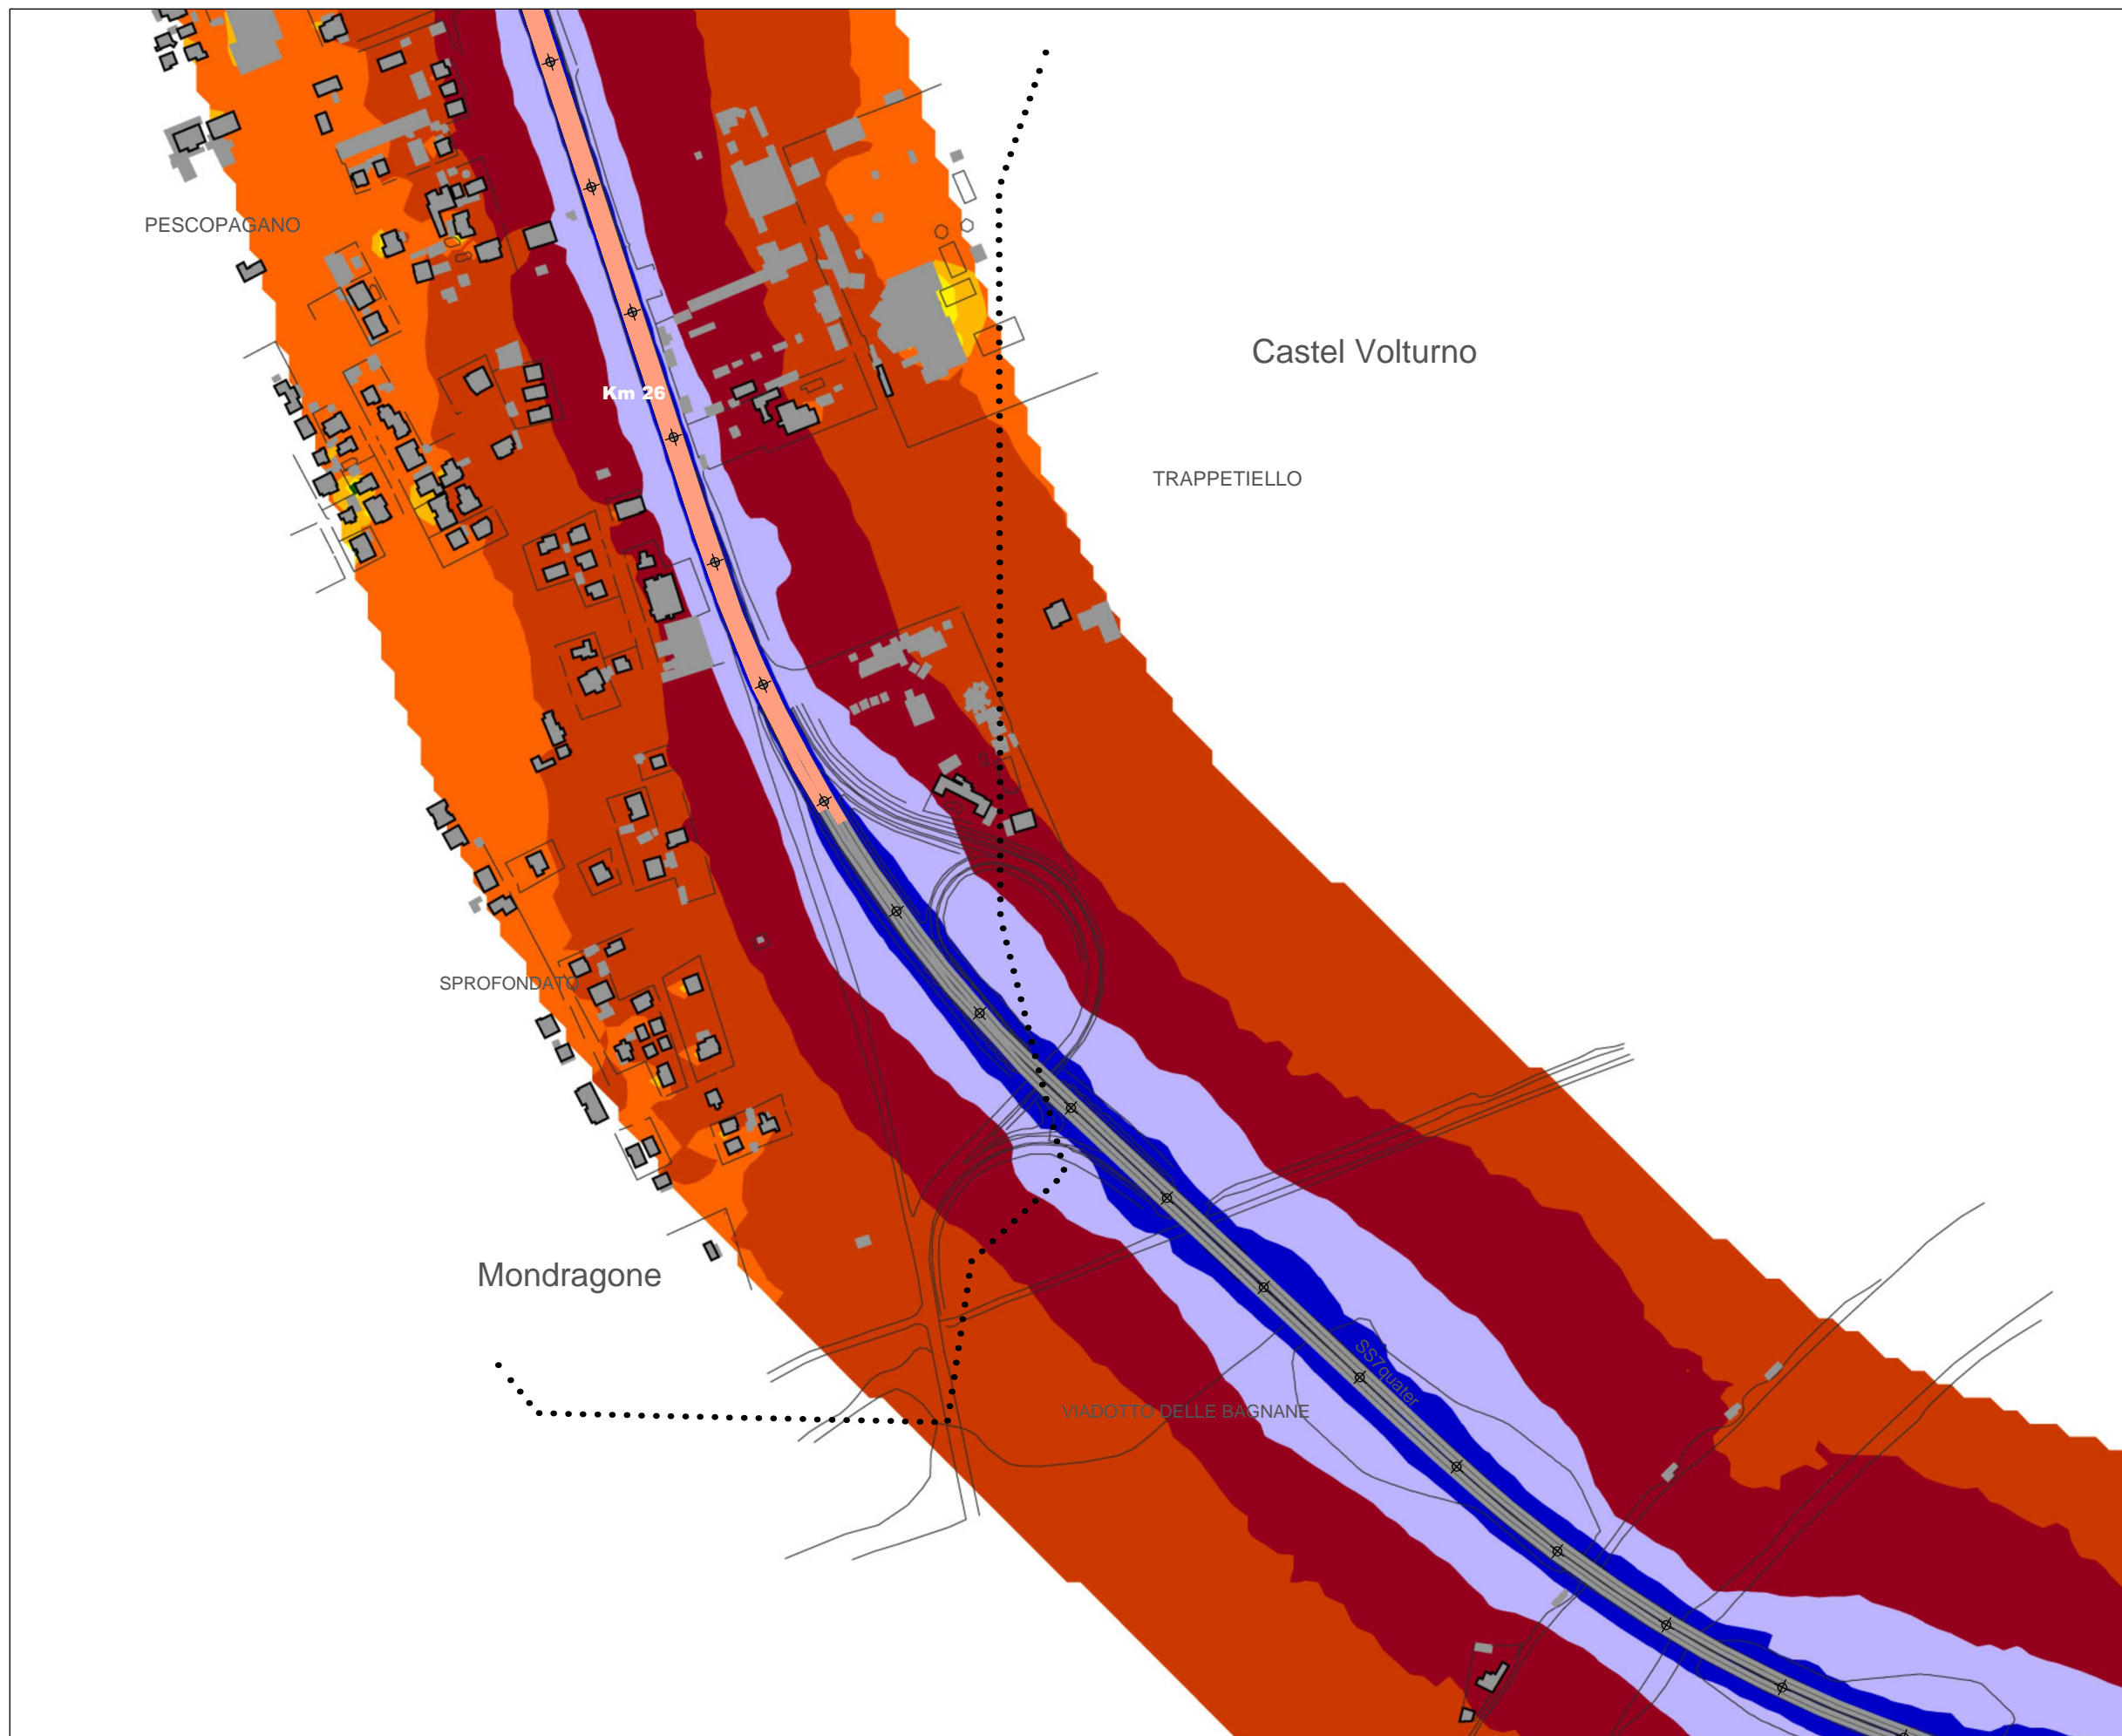 PESCOPAGANO
Castel Volturno
Km 26
TRAPPETIELLO
SPROFONDATO
Mondragone
SS7quater
VIADOTTO DELLE BAGNANE